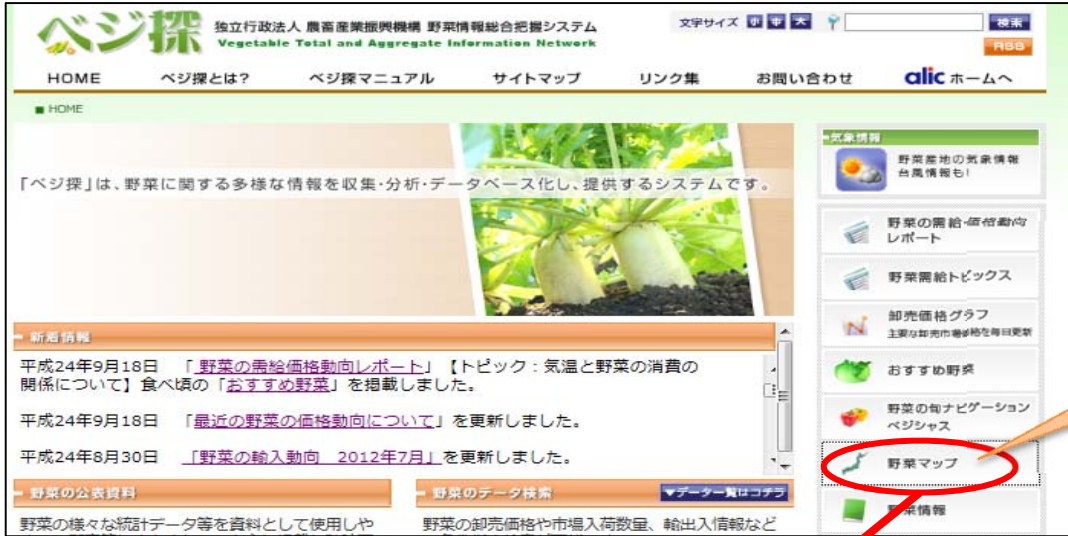 ベジ探
独立行政法人 農畜産業振興機構 野菜情報総合把握システム
Vegetable Total and Aggregate Information Network
文字サイズ 小 中 大
検索
RSS
HOME ベジ探とは? ベジ探マニュアル サイトマップ リンク集 お問い合わせ alic ホームへ
HOME
「ベジ探」は、野菜に関する多様な情報を収集・分析・データベース化し、提供するシステムです。
気象情報
野菜産地の気象情報
台風情報も!
野菜の需給・価格動向
レポート
野菜需給トピックス
卸売価格グラフ
主要な卸売市場価格を毎日更新
おすすめ野菜
野菜の旬ナビゲーション
ベジシャス
野菜マップ
新着情報
平成24年9月18日 「野菜の需給価格動向レポート」【トピック:気温と野菜の消費の
関係について】食べ頃の「おすすめ野菜」を掲載しました。
平成24年9月18日 「最近の野菜の価格動向について」を更新しました。
平成24年8月30日 「野菜の輸入動向 2012年7月」を更新しました。
野菜の公表資料
野菜の様々な統計データ等を資料として使用しや
野菜のデータ検索 ▼データ一覧はコチラ
野菜の卸売価格や市場入荷数量、輸出入情報など